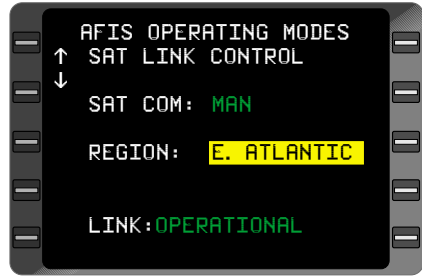 AFIS OPERATING MODES
↑ SAT LINK CONTROL
↓
SAT COM: MAN
REGION: E. ATLANTIC
LINK:OPERATIONAL